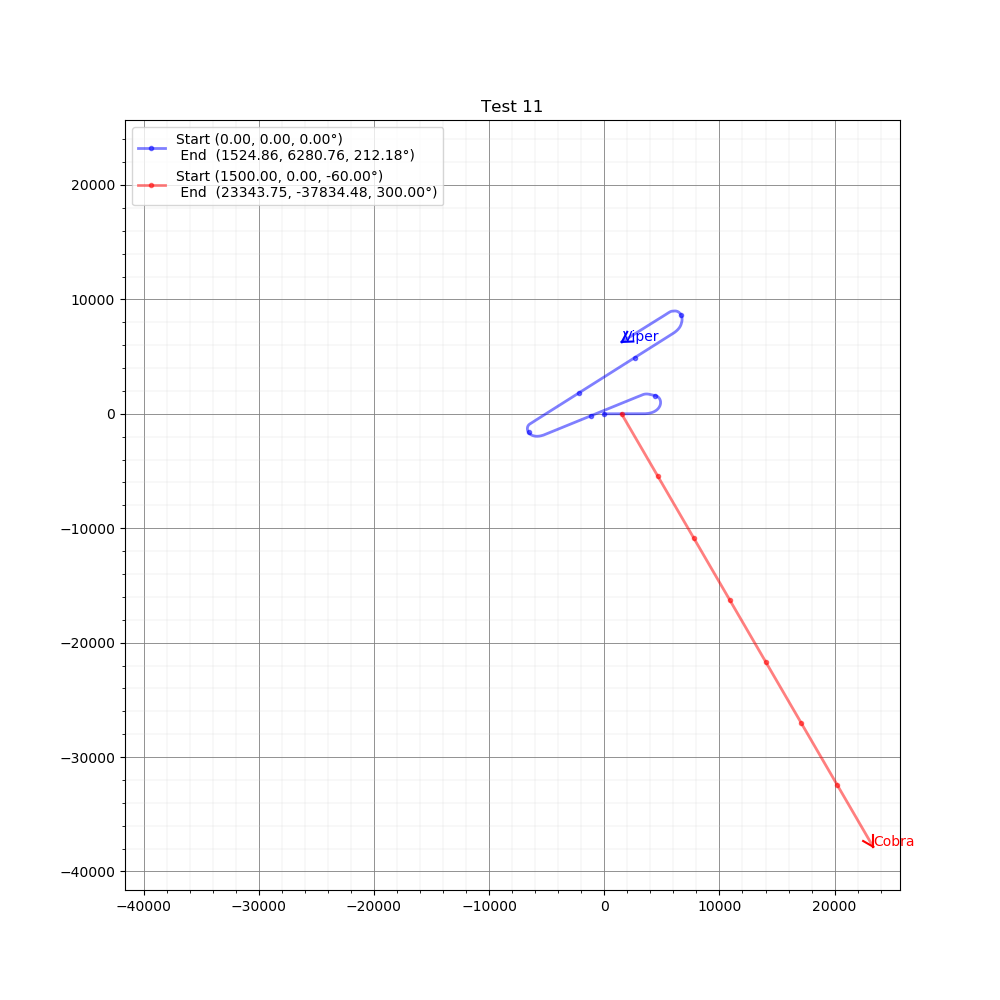 Test 11
Start (0.00, 0.00, 0.00°)
End (1524.86, 6280.76, 212.18°)
Start (1500.00, 0.00, -60.00°)
End (23343.75, -37834.48, 300.00°)
20000
10000
Viper
0
−10000
−20000
−30000
−40000
Cobra
−40000 −30000 −20000 −10000 0 10000 20000